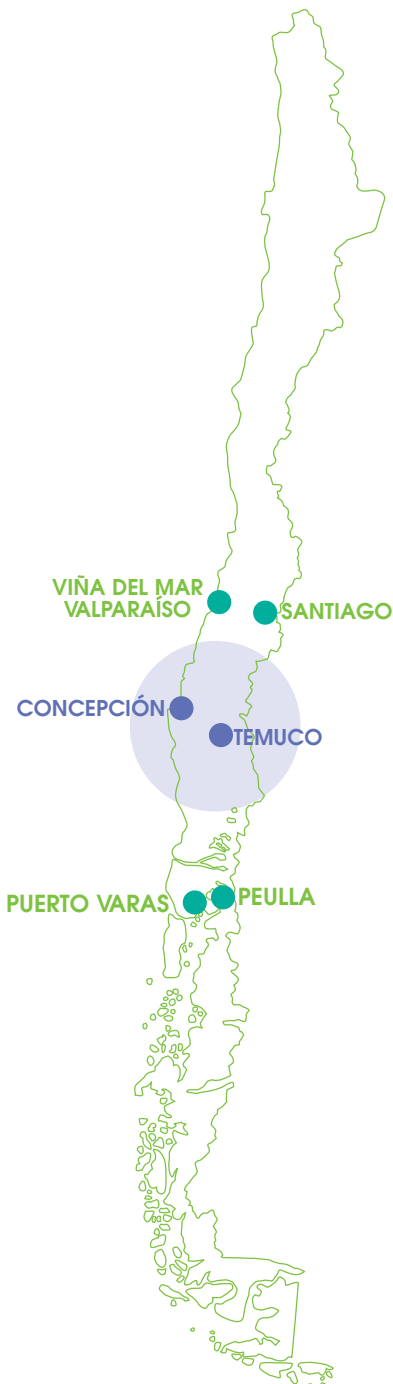 VIÑA DEL MAR
VALPARAÍSO
SANTIAGO
CONCEPCIÓN
TEMUCO
PUERTO VARAS
PEULLA